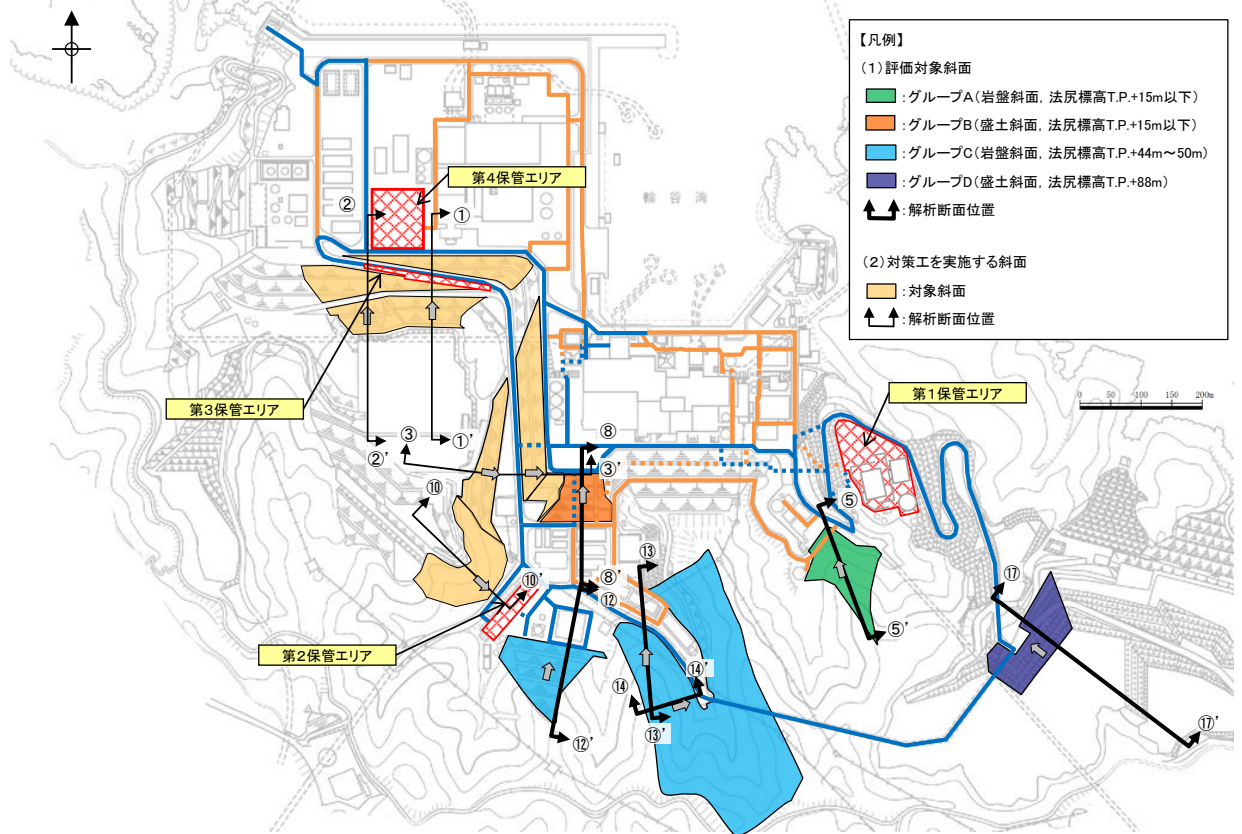 【凡例】
(1)評価対象斜面
：グループA(岩盤斜面，法尻標高T.P.+15m以下)
：グループB(盛土斜面，法尻標高T.P.+15m以下)
：グループC(岩盤斜面，法尻標高T.P.+44m～50m)
：グループD(盛土斜面，法尻標高T.P.+88m)
：解析断面位置
(2)対策工を実施する斜面
：対象斜面
：解析断面位置
第4保管エリア
輪谷湾
②
①
第3保管エリア
第1保管エリア
0 50 100 200m
②'
①'
③
⑧
③'
⑩
⑤
⑬
⑩'
⑧'
⑫
⑰
⑤'
第2保管エリア
⑭'
⑭
⑬'
⑫'
⑰'